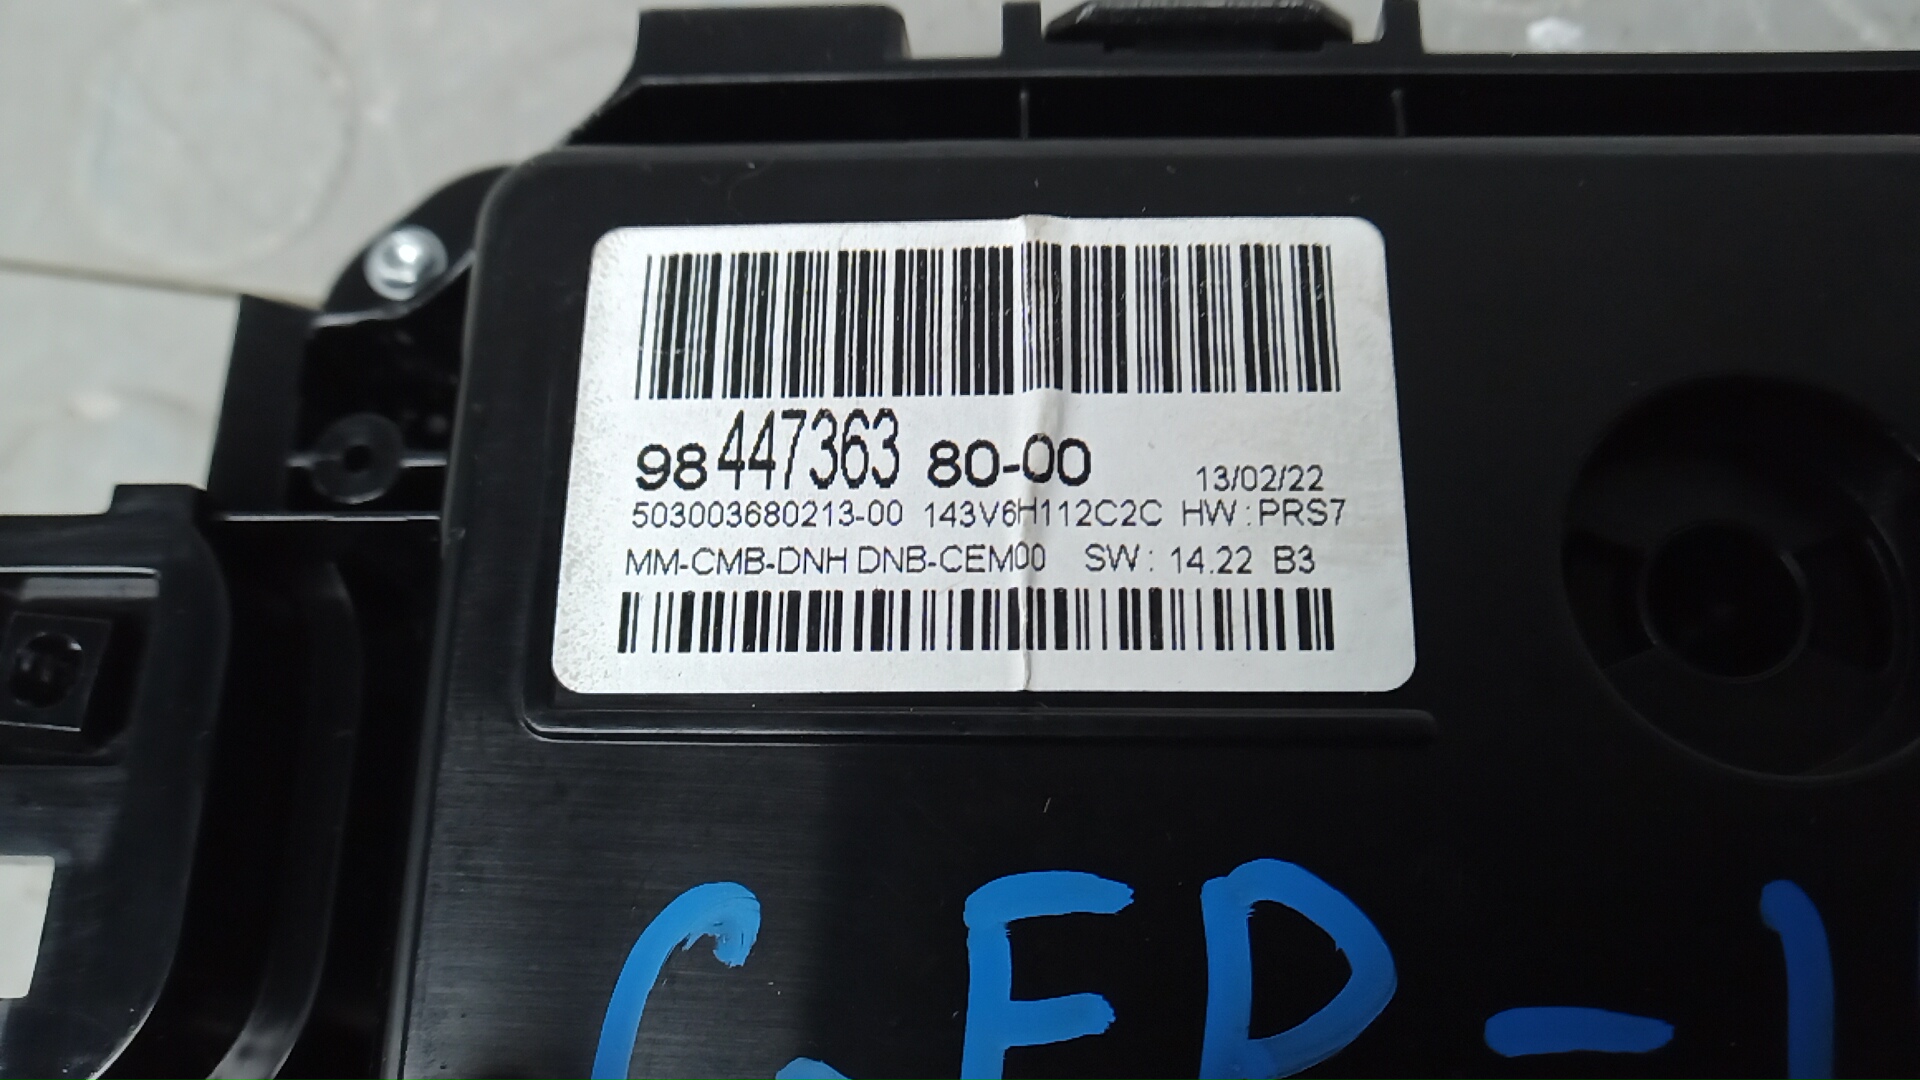 98 447363 80-00 13/02/22
503003680213-00 143V6H112C2C HW:PRS7
MM-CMB-DNH DNB-CEM00 SW: 14.22 B3